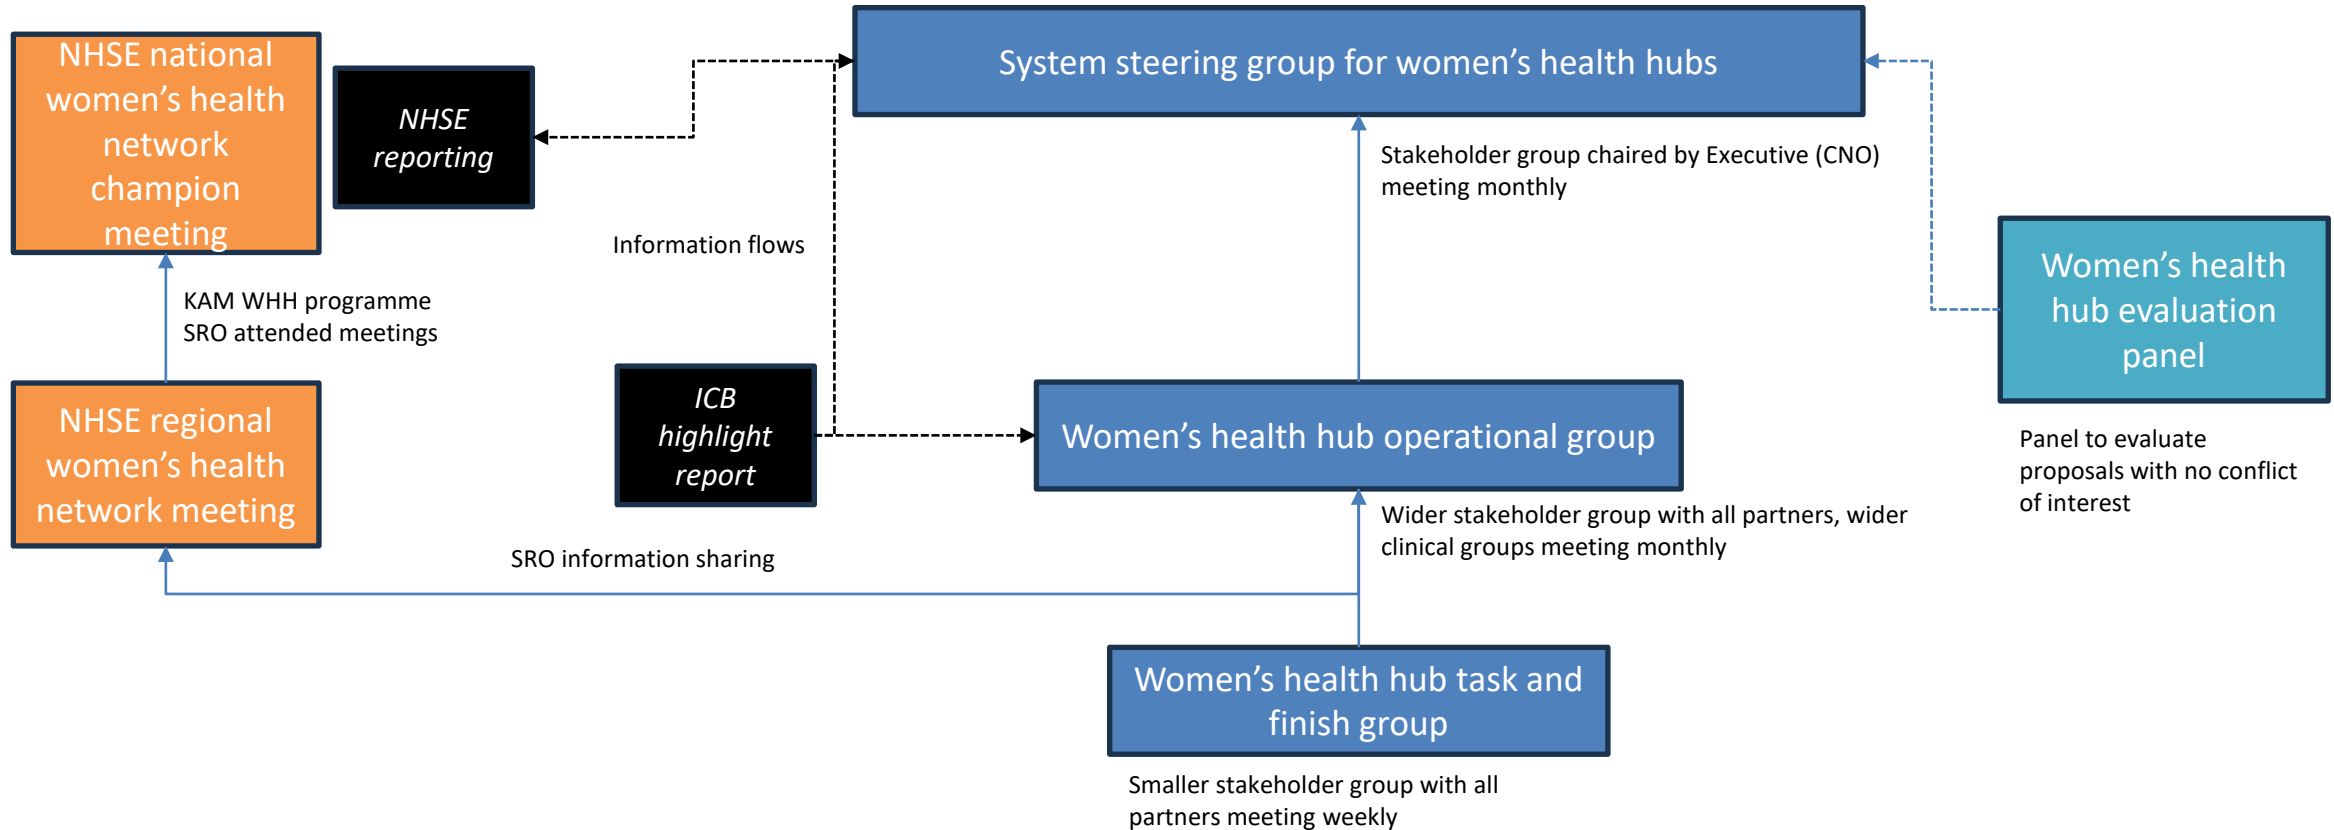 NHSE national
women’s health
network
champion
meeting
NHSE
reporting
System steering group for women’s health hubs
Stakeholder group chaired by Executive (CNO)
meeting monthly
Information flows
Women’s health
hub evaluation
panel
KAM WHH programme
SRO attended meetings
ICB
highlight
report
NHSE regional
women’s health
network meeting
Women’s health hub operational group
Panel to evaluate
proposals with no conflict
of interest
Wider stakeholder group with all partners, wider
clinical groups meeting monthly
SRO information sharing
Women’s health hub task and
finish group
Smaller stakeholder group with all
partners meeting weekly